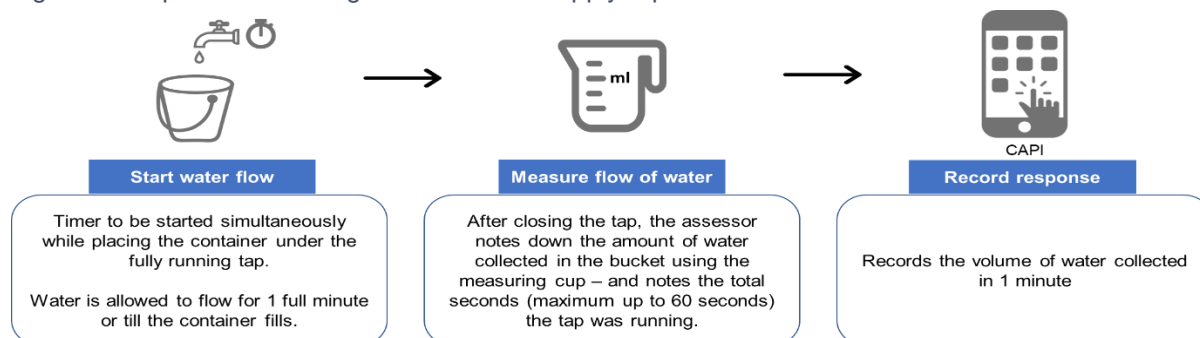 ml
CAPI
Start water flow
Measure flow of water
Record response
Timer to be started simultaneously
while placing the container under the
fully running tap.
Water is allowed to flow for 1 full minute
or till the container fills.
After closing the tap, the assessor
notes down the amount of water
collected in the bucket using the
measuring cup – and notes the total
seconds (maximum up to 60 seconds)
the tap was running.
Records the volume of water collected
in 1 minute